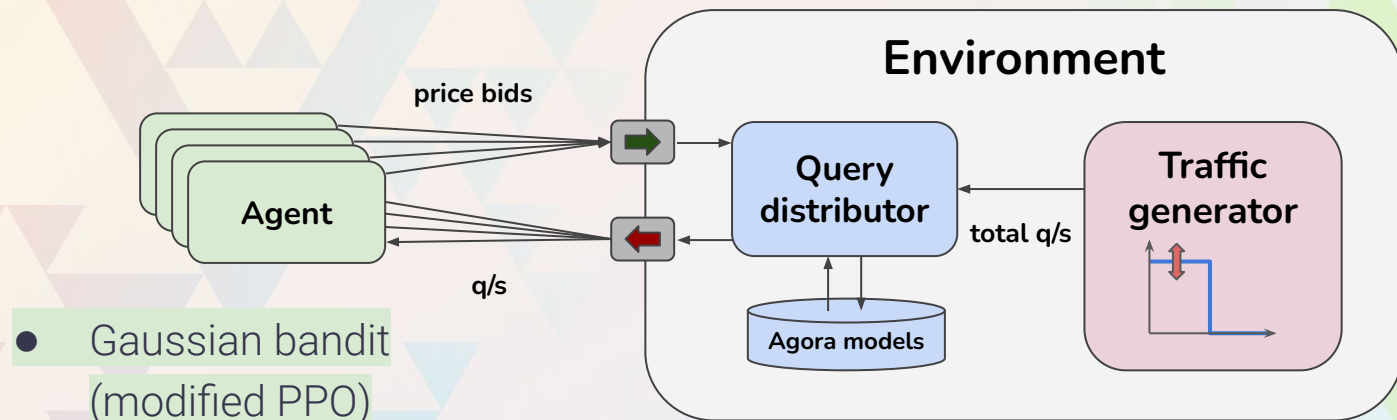 Environment
price bids
Query
distributor
Traffic
generator
Agent
total q/s
q/s
Agora models
● Gaussian bandit
(modified PPO)